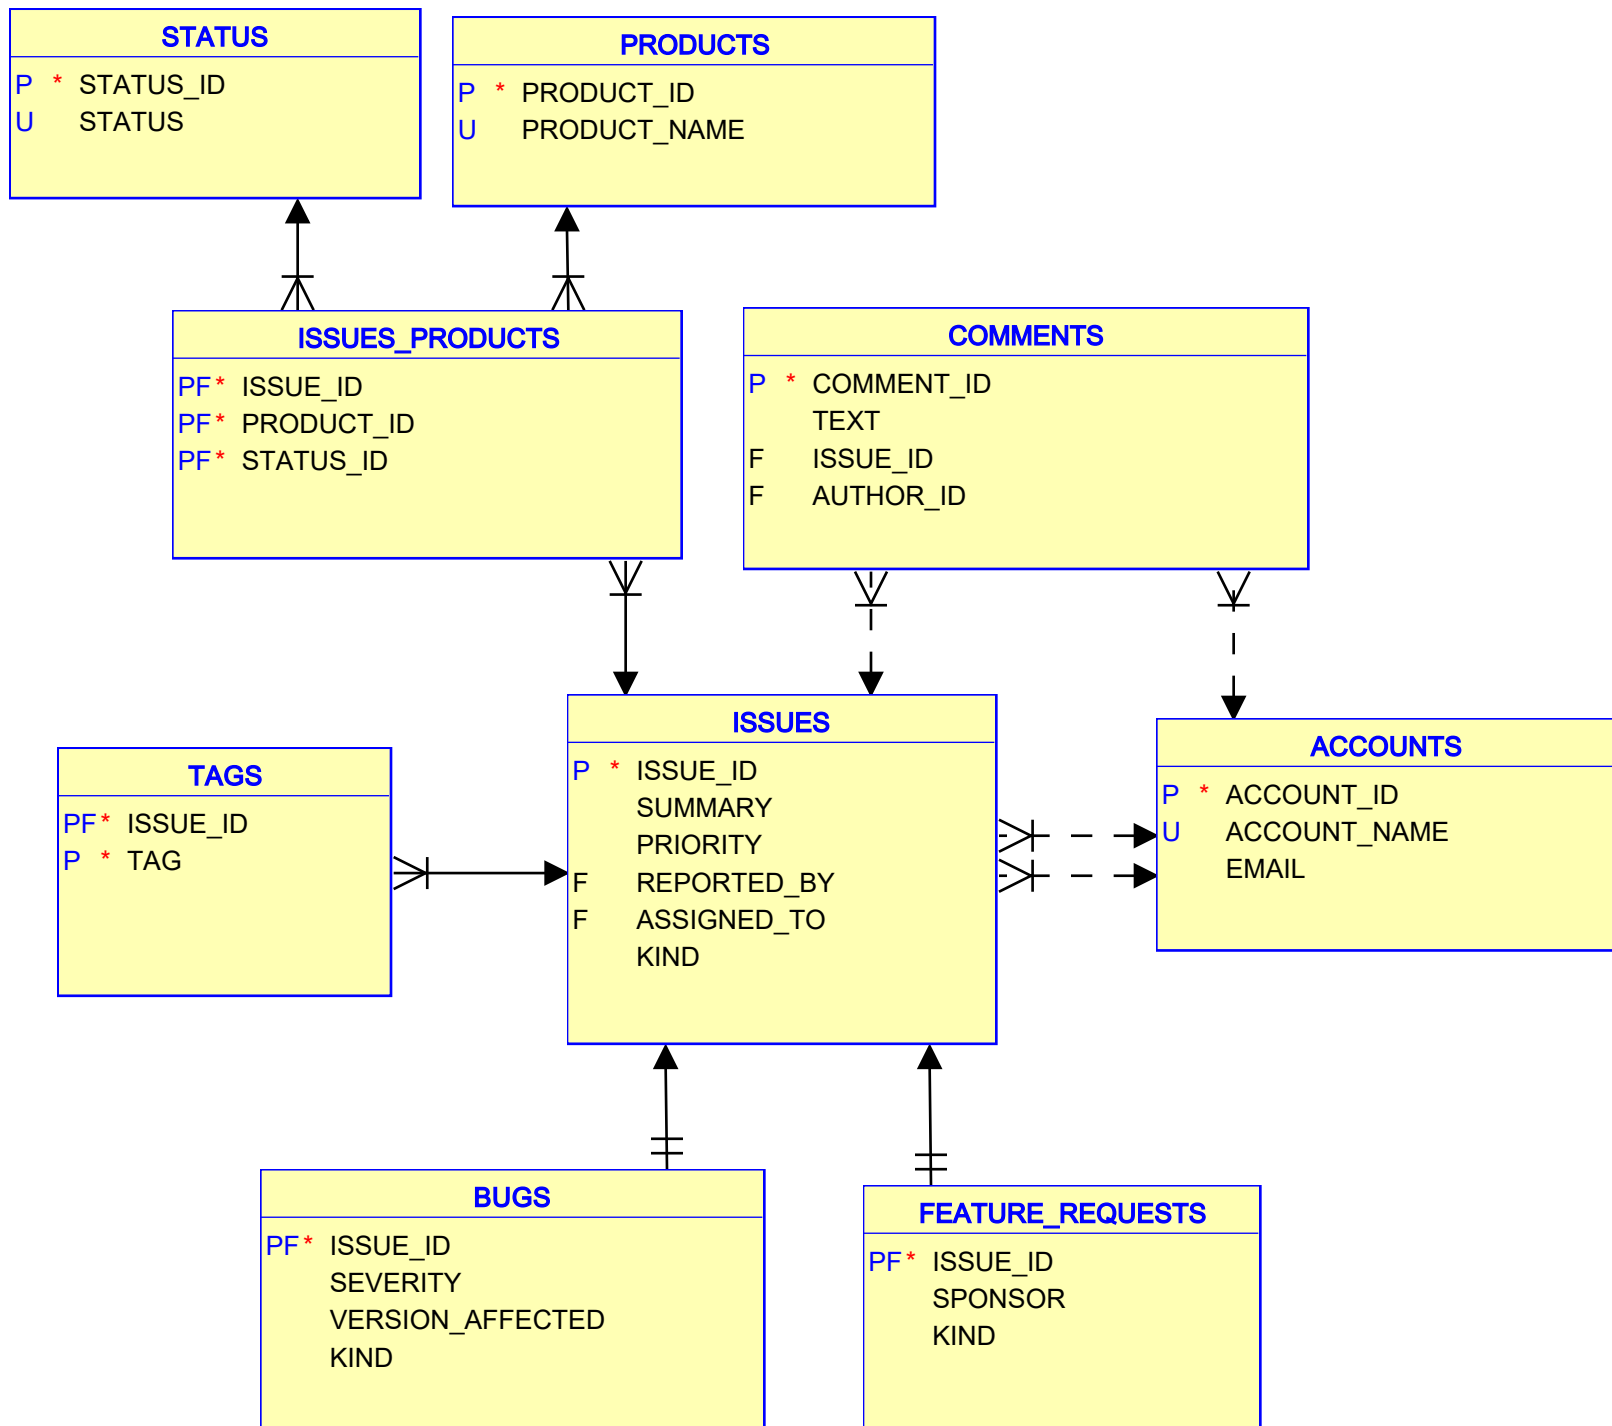 STATUS
P * STATUS_ID
U STATUS
PRODUCTS
P * PRODUCT_ID
U PRODUCT_NAME
ISSUES_PRODUCTS
PF* ISSUE_ID
PF* PRODUCT_ID
PF* STATUS_ID
COMMENTS
P * COMMENT_ID
TEXT
F ISSUE_ID
F AUTHOR_ID
TAGS
PF* ISSUE_ID
P * TAG
ISSUES
P * ISSUE_ID
SUMMARY
PRIORITY
F REPORTED_BY
F ASSIGNED_TO
KIND
ACCOUNTS
P * ACCOUNT_ID
U ACCOUNT_NAME
EMAIL
BUGS
PF* ISSUE_ID
SEVERITY
VERSION_AFFECTED
KIND
FEATURE_REQUESTS
PF* ISSUE_ID
SPONSOR
KIND